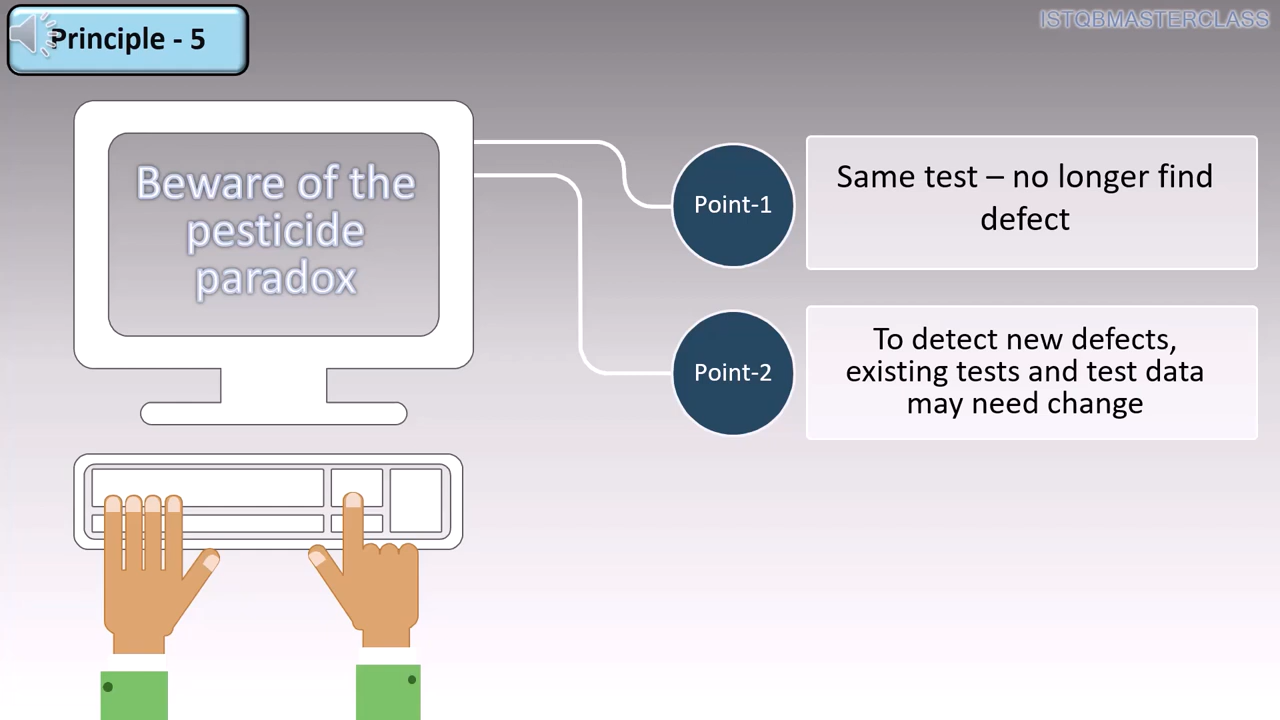 Principle - 5
ISTQBMASTERCLASS
Beware of the
pesticide
paradox
Point-1
Same test – no longer find
defect
Point-2
To detect new defects,
existing tests and test data
may need change